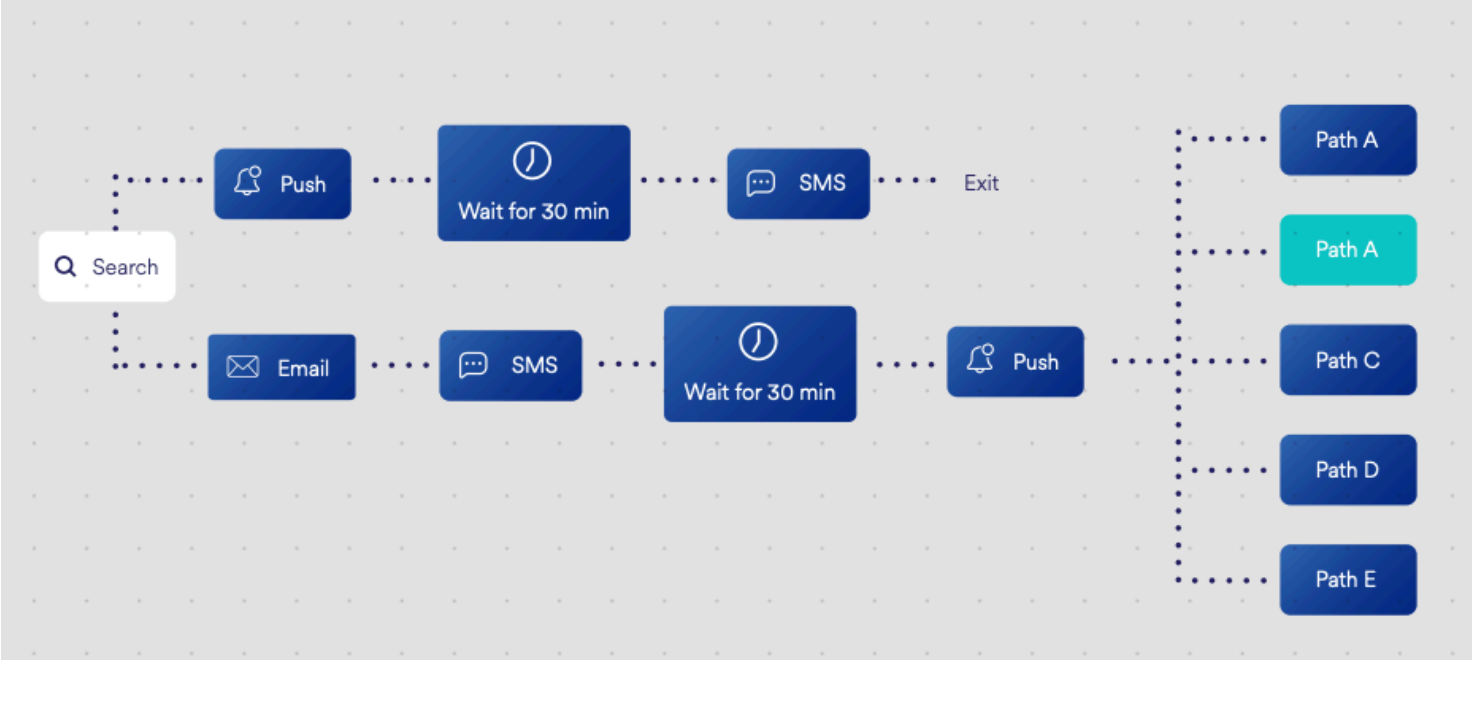 Push
Wait for 30 min
SMS
Exit
Search
Email
SMS
Wait for 30 min
Push
Path A
Path A
Path C
Path D
Path E